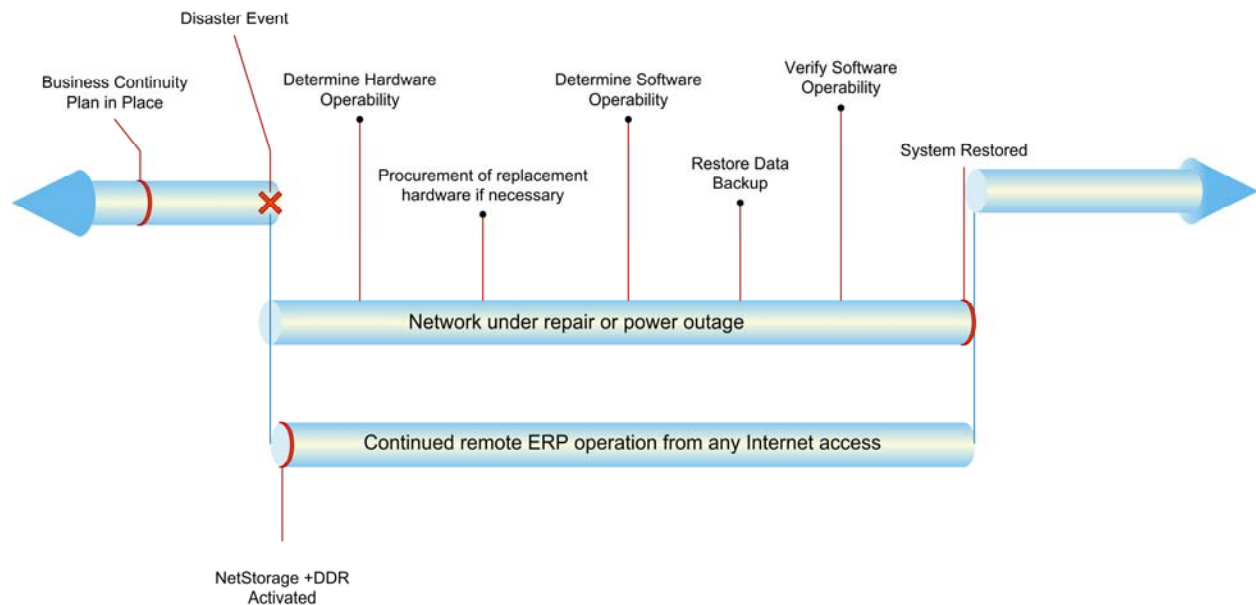 Disaster Event
Business Continuity
Plan in Place
Determine Hardware
Operability
Procurement of replacement
hardware if necessary
Determine Software
Operability
Restore Data
Backup
Verify Software
Operability
System Restored
Network under repair or power outage
Continued remote ERP operation from any Internet access
NetStorage +DDR
Activated